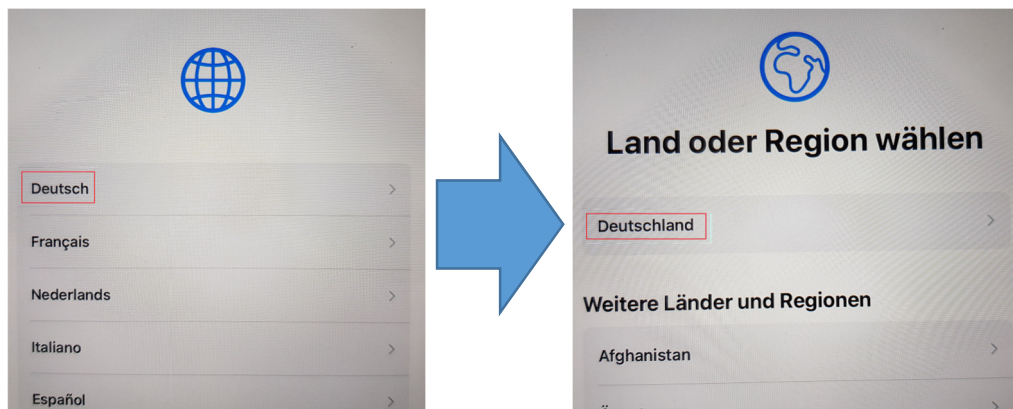 Deutsch
Français
Nederlands
Italiano
Español
Land oder Region wählen
Deutschland
Weitere Länder und Regionen
Afghanistan